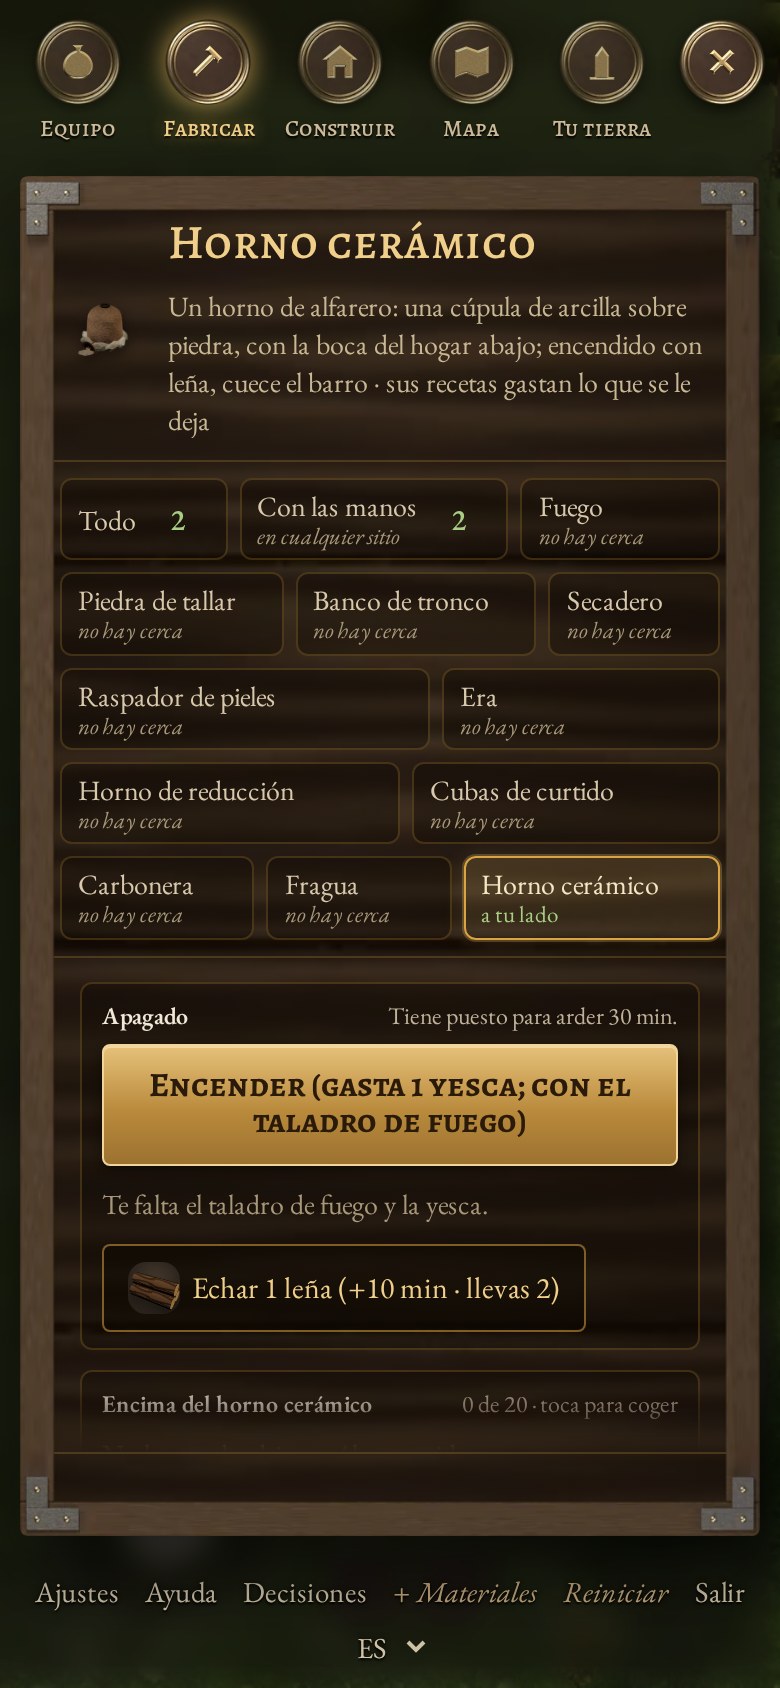 Equipo
Fabricar
Construir
Mapa
Tu tierra
Horno cerámico
Un horno de alfarero: una cúpula de arcilla sobre
piedra, con la boca del hogar abajo; encendido con
leña, cuece el barro · sus recetas gastan lo que se le
deja
Todo 2
Con las manos 2
en cualquier sitio
Fuego
no hay cerca
Piedra de tallar
no hay cerca
Banco de tronco
no hay cerca
Secadero
no hay cerca
Raspador de pieles
no hay cerca
Era
no hay cerca
Horno de reducción
no hay cerca
Cubas de curtido
no hay cerca
Carbonera
no hay cerca
Fragua
no hay cerca
Horno cerámico
a tu lado
Apagado
Tiene puesto para arder 30 min.
Encender (gasta 1 yesca; con el
taladro de fuego)
Te falta el taladro de fuego y la yesca.
Echar 1 leña (+10 min · llevas 2)
Encima del horno cerámico
0 de 20 · toca para coger
Ajustes Ayuda Decisiones + Materiales Reiniciar Salir
ES